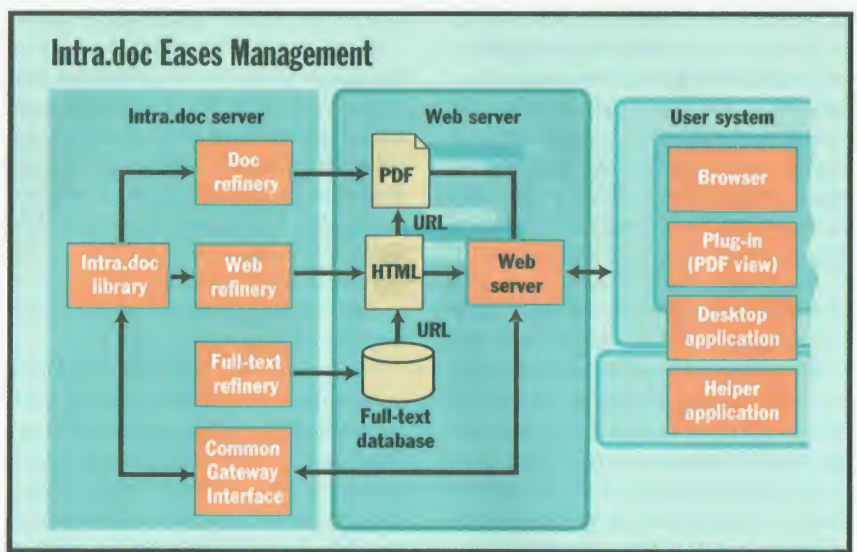 Intra.doc Eases Management
Intra.doc server
Web server
User system
Doc
refinery
PDF
Browser
URL
Intra.doc
library
Web
refinery
HTML
Web
server
Plug-in
(PDF view)
URL
Desktop
application
Full-text
refinery
Full-text
database
Helper
application
Common
Gateway
Interface